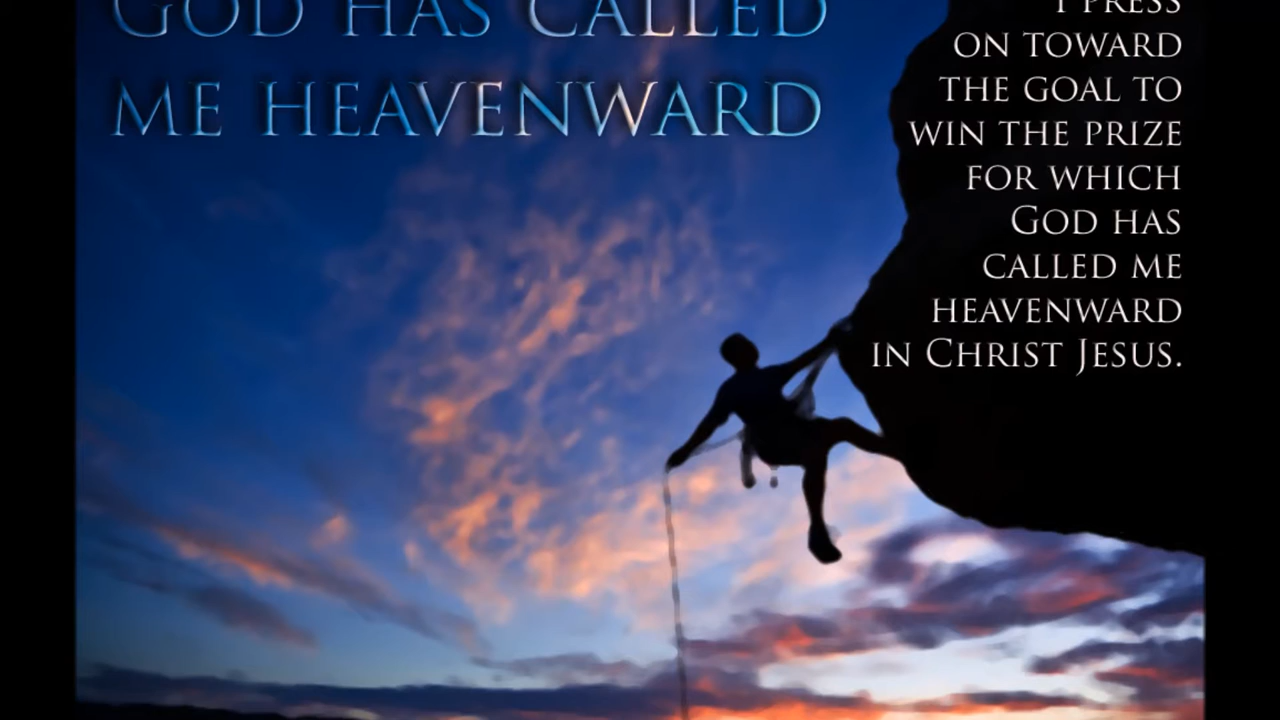 GOD HAS CALLED
ME HEAVENWARD
I PRESS
ON TOWARD
THE GOAL TO
WIN THE PRIZE
FOR WHICH
GOD HAS
CALLED ME
HEAVENWARD
IN CHRIST JESUS.